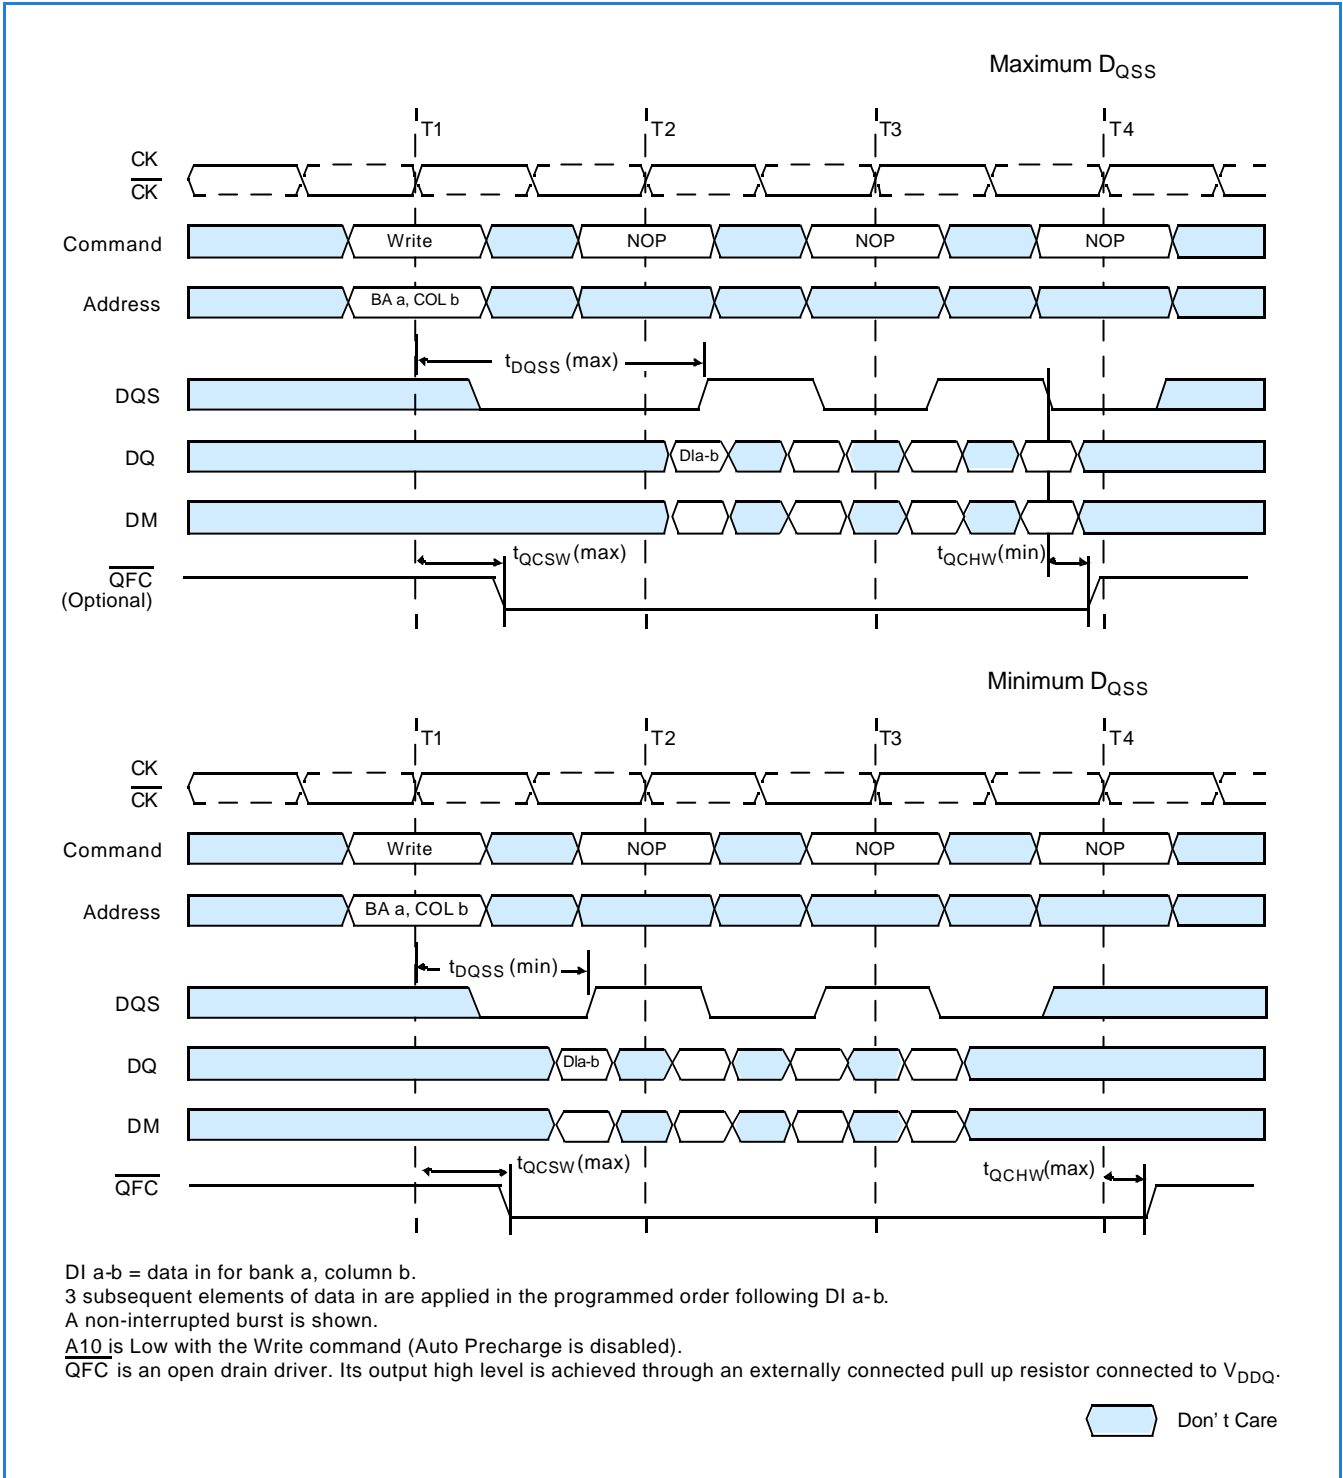 Maximum DQSS
T1 T2 T3 T4
CK
CK
Command Write NOP NOP NOP
Address BA a, COL b
tDQSS (max)
DQS
DQ DIa-b
DM
tQCSW(max) tQCHW(min)
QFC
(Optional)
Minimum DQSS
T1 T2 T3 T4
CK
CK
Command Write NOP NOP NOP
Address BA a, COL b
tDQSS (min)
DQS
DQ DIa-b
DM
tQCSW(max) tQCHW(max)
QFC
DI a-b = data in for bank a, column b.
3 subsequent elements of data in are applied in the programmed order following DI a-b.
A non-interrupted burst is shown.
A10 is Low with the Write command (Auto Precharge is disabled).
QFC is an open drain driver. Its output high level is achieved through an externally connected pull up resistor connected to VDDQ.
Don' t Care